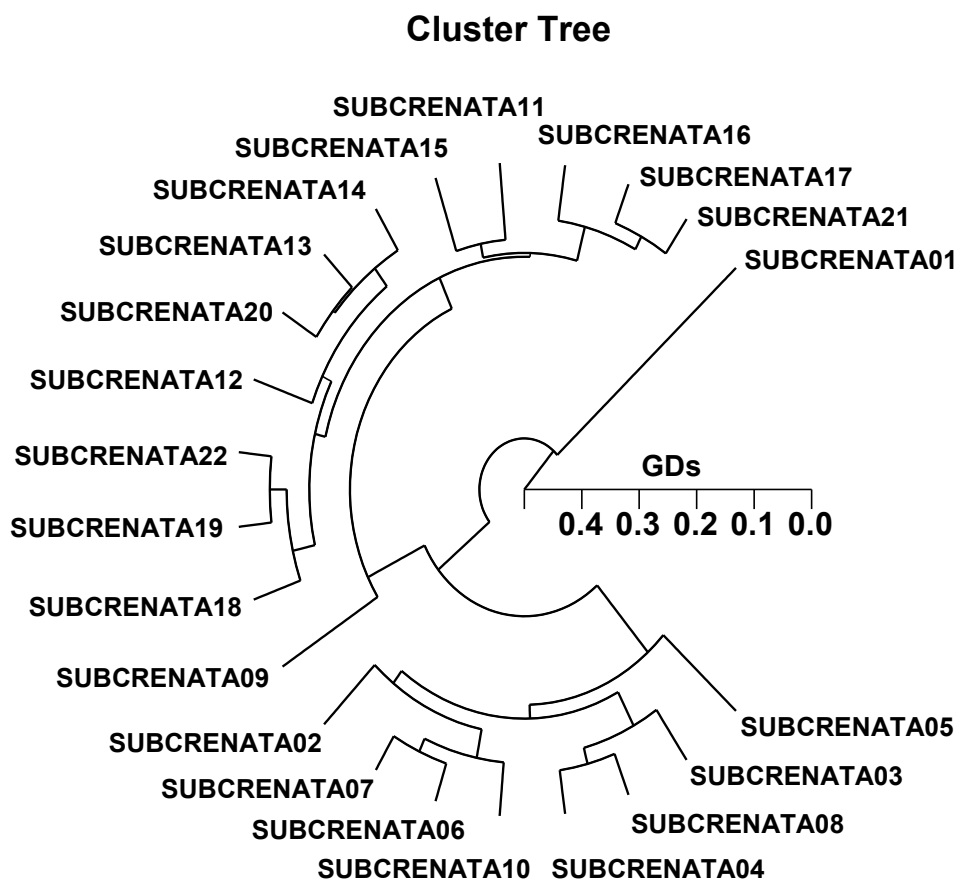 Cluster Tree
SUBCRENATA11
SUBCRENATA16
SUBCRENATA15
SUBCRENATA17
SUBCRENATA14
SUBCRENATA21
SUBCRENATA13
SUBCRENATA01
SUBCRENATA20
SUBCRENATA12
SUBCRENATA22
GDs
0.4 0.3 0.2 0.1 0.0
SUBCRENATA19
SUBCRENATA18
SUBCRENATA09
SUBCRENATA05
SUBCRENATA02
SUBCRENATA03
SUBCRENATA07
SUBCRENATA08
SUBCRENATA06
SUBCRENATA10
SUBCRENATA04